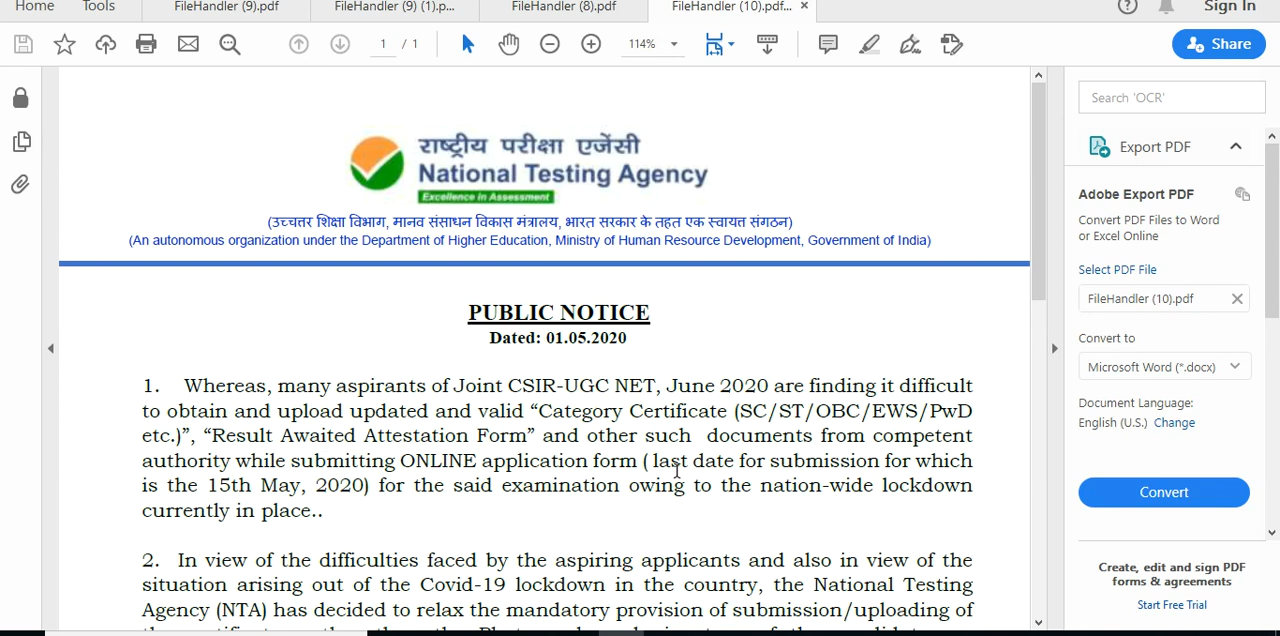 Home Tools FileHandler (9).pdf FileHandler (9) (1).p... FileHandler (8).pdf FileHandler (10).pdf... × Sign In
1 / 1 114% Share
Search 'OCR'
राष्ट्रीय परीक्षा एजेंसी
National Testing Agency
Excellence in Assessment
(उच्चत्तर शिक्षा विभाग, मानव संसाधन विकास मंत्रालय, भारत सरकार के तहत एक स्वायत्त संगठन)
(An autonomous organization under the Department of Higher Education, Ministry of Human Resource Development, Government of India)
PUBLIC NOTICE
Dated: 01.05.2020
1. Whereas, many aspirants of Joint CSIR-UGC NET, June 2020 are finding it difficult
to obtain and upload updated and valid “Category Certificate (SC/ST/OBC/EWS/PwD
etc.)”, “Result Awaited Attestation Form” and other such documents from competent
authority while submitting ONLINE application form ( last date for submission for which
is the 15th May, 2020) for the said examination owing to the nation-wide lockdown
currently in place..
2. In view of the difficulties faced by the aspiring applicants and also in view of the
situation arising out of the Covid-19 lockdown in the country, the National Testing
Agency (NTA) has decided to relax the mandatory provision of submission/uploading of
Export PDF
Adobe Export PDF
Convert PDF Files to Word
or Excel Online
Select PDF File
FileHandler (10).pdf
Convert to
Microsoft Word (*.docx)
Document Language:
English (U.S.) Change
Convert
Create, edit and sign PDF
forms & agreements
Start Free Trial